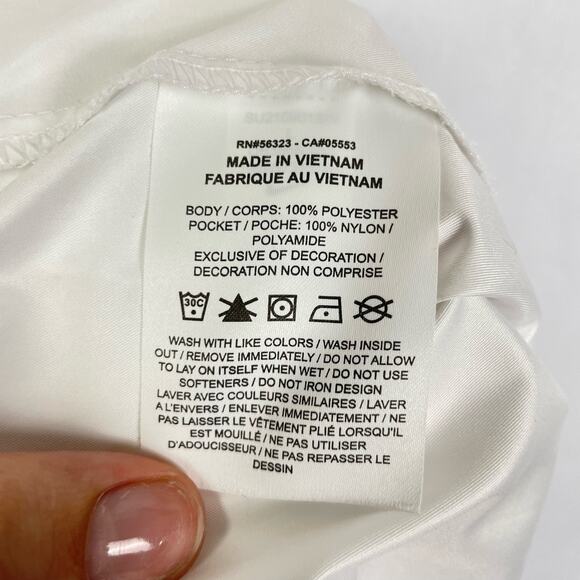 RN#56323 - CA#05553
MADE IN VIETNAM
FABRIQUE AU VIETNAM
BODY / CORPS: 100% POLYESTER
POCKET / POCHE: 100% NYLON /
POLYAMIDE
EXCLUSIVE OF DECORATION /
DECORATION NON COMPRISE
30C
WASH WITH LIKE COLORS / WASH INSIDE
OUT / REMOVE IMMEDIATELY / DO NOT ALLOW
TO LAY ON ITSELF WHEN WET / DO NOT USE
SOFTENERS / DO NOT IRON DESIGN
LAVER AVEC COULEURS SIMILAIRES / LAVER
A L'ENVERS / ENLEVER IMMEDIATEMENT / NE
PAS LAISSER LE VÊTEMENT PLIÉ LORSQU'IL
EST MOUILLÉ / NE PAS UTILISER
D'ADOUCISSEUR / NE PAS REPASSER LE
DESSIN